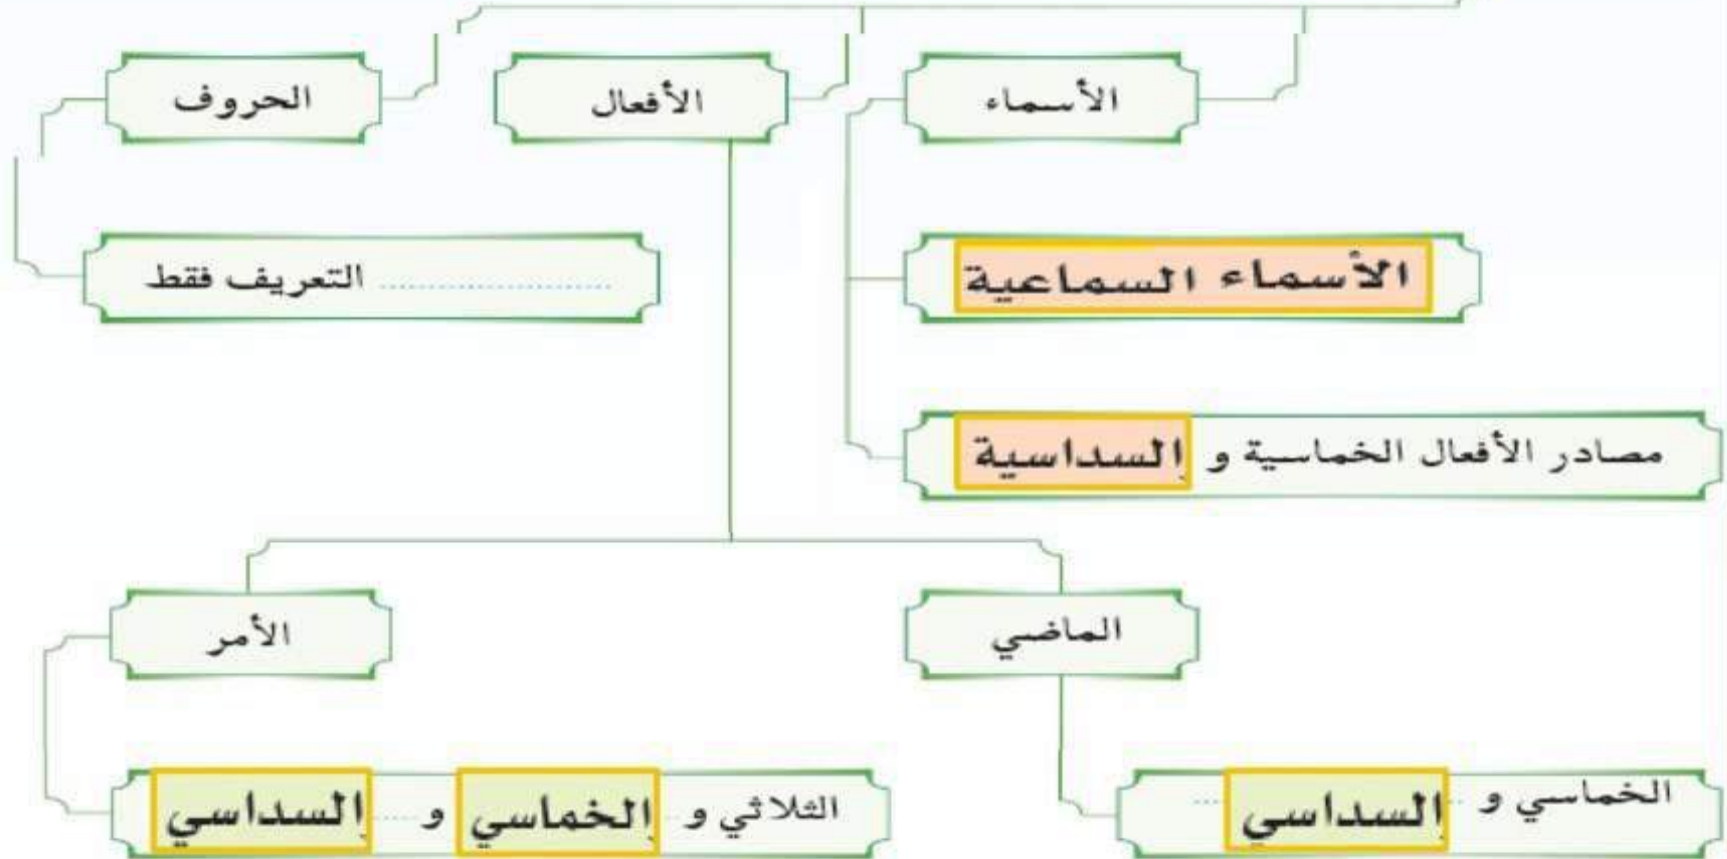 الأسماء
الأفعال
الحروف
الأسماء السماعية
.................... التعريف فقط
مصادر الأفعال الخماسية و السداسية
الماضي
الأمر
الخماسي و السداسي
الثلاثي و الخماسي و السداسي